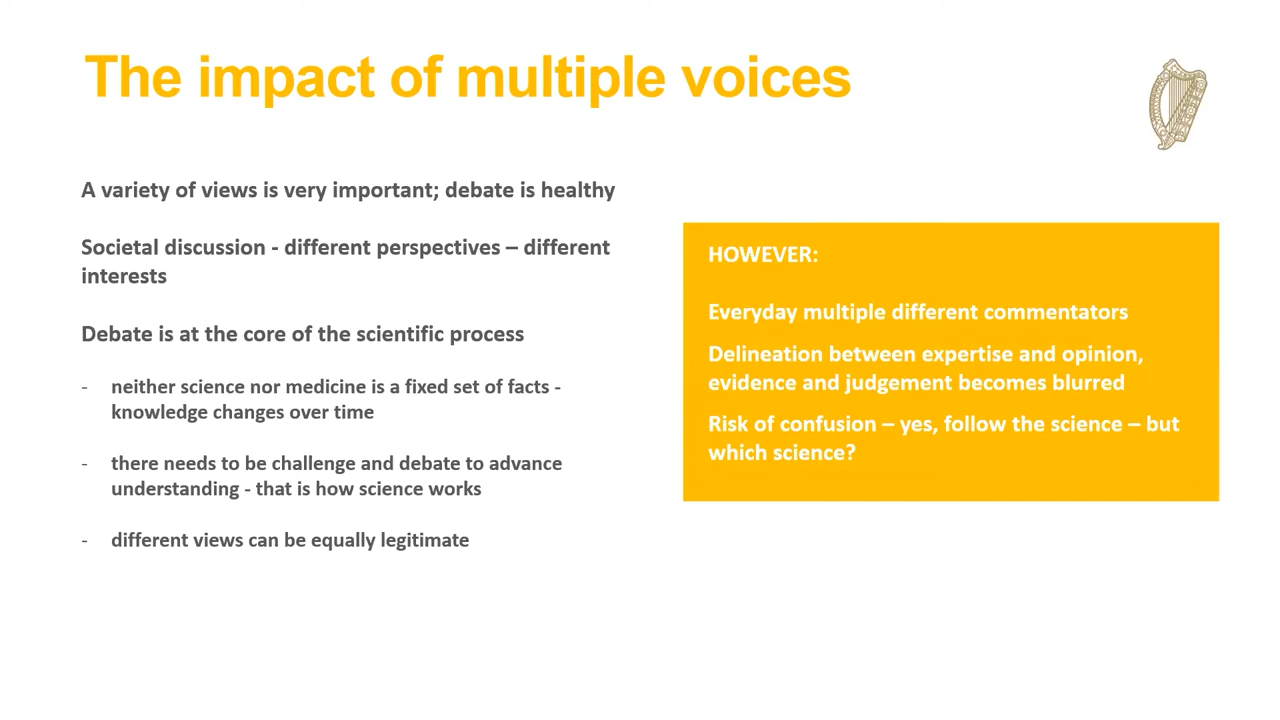 The impact of multiple voices
A variety of views is very important; debate is healthy
Societal discussion - different perspectives – different
interests
Debate is at the core of the scientific process
- neither science nor medicine is a fixed set of facts -
knowledge changes over time
- there needs to be challenge and debate to advance
understanding - that is how science works
- different views can be equally legitimate
HOWEVER:
Everyday multiple different commentators
Delineation between expertise and opinion,
evidence and judgement becomes blurred
Risk of confusion – yes, follow the science – but
which science?